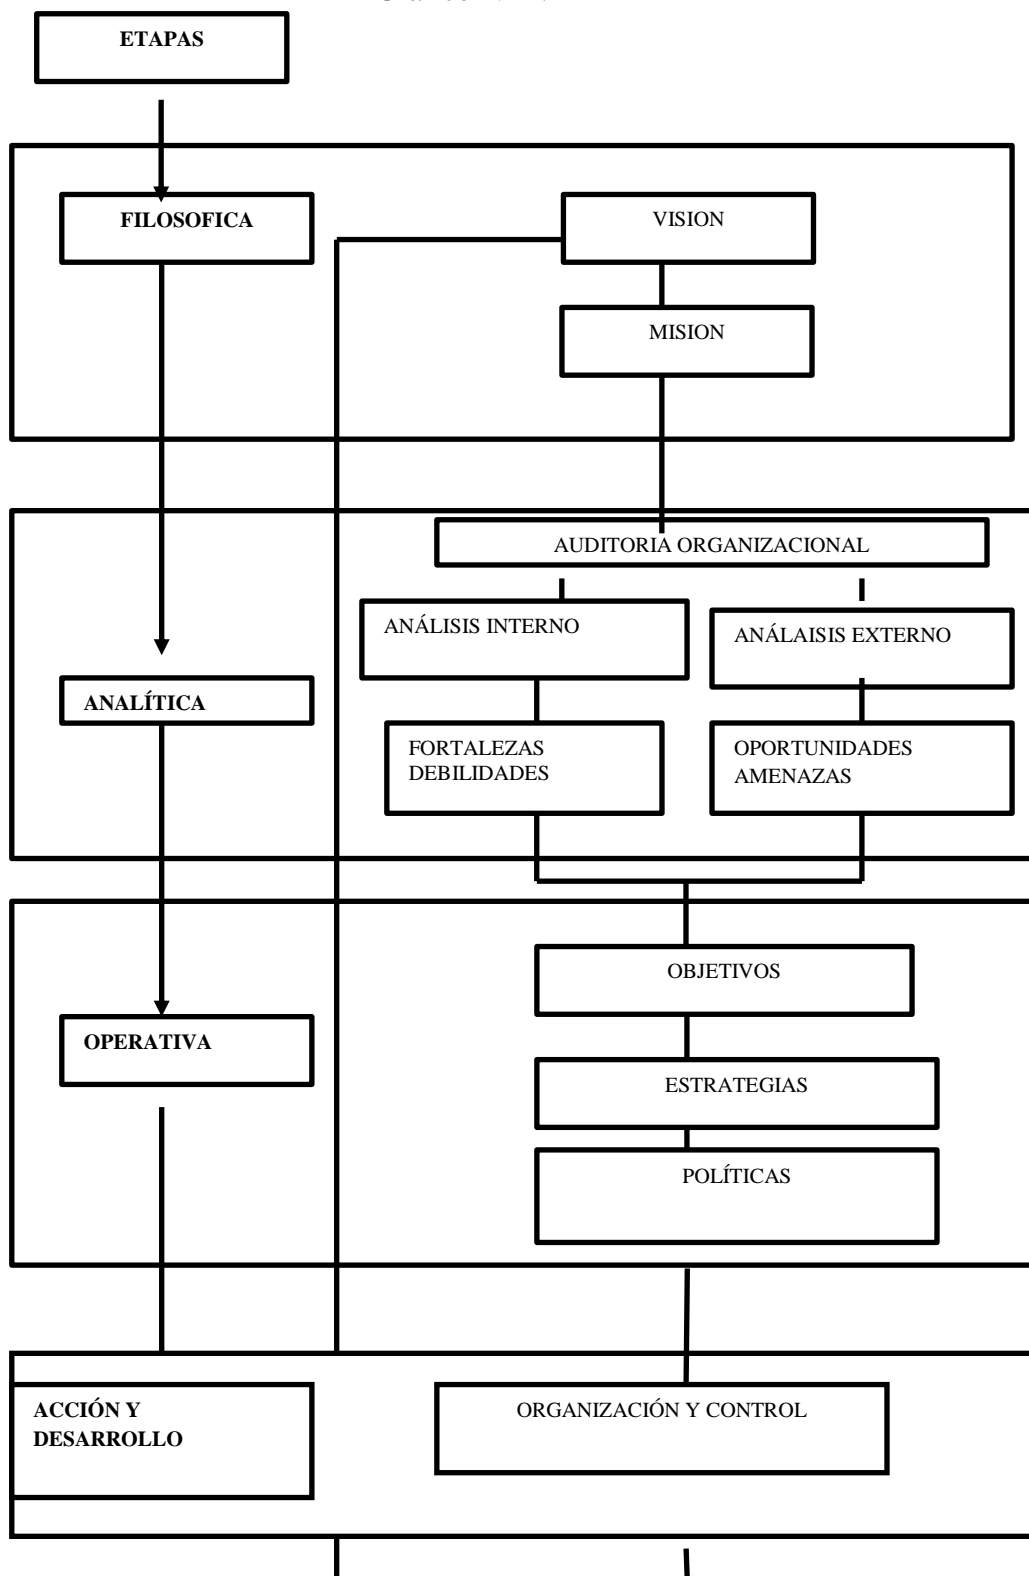 ETAPAS
FILOSOFICA
VISION
MISION
AUDITORIA ORGANIZACIONAL
ANÁLISIS INTERNO
ANÁLAISIS EXTERNO
ANALÍTICA
FORTALEZAS
DEBILIDADES
OPORTUNIDADES
AMENAZAS
OBJETIVOS
OPERATIVA
ESTRATEGIAS
POLÍTICAS
ACCIÓN Y
DESARROLLO
ORGANIZACIÓN Y CONTROL